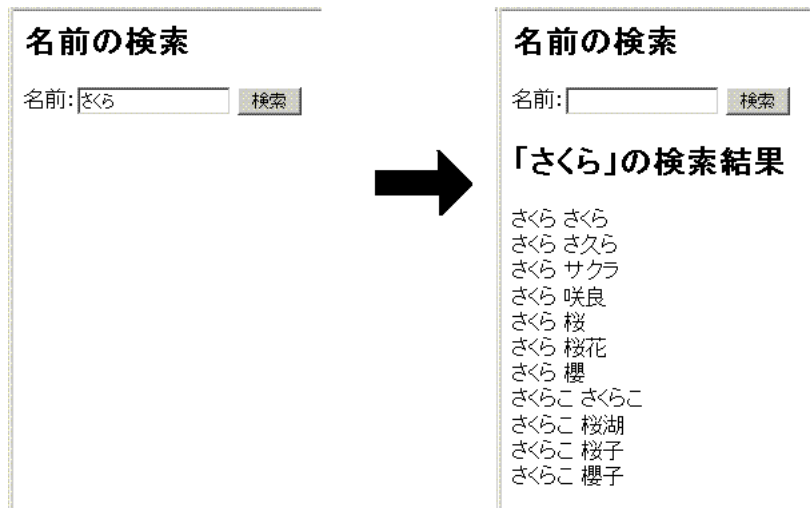 名前の検索
名前: さくら 検索
名前の検索
名前: 検索
「さくら」の検索結果
さくら さくら
さくら さ久ら
さくら サクラ
さくら 咲良
さくら 桜
さくら 桜花
さくら 櫻
さくらこ さくらこ
さくらこ 桜湖
さくらこ 桜子
さくらこ 櫻子